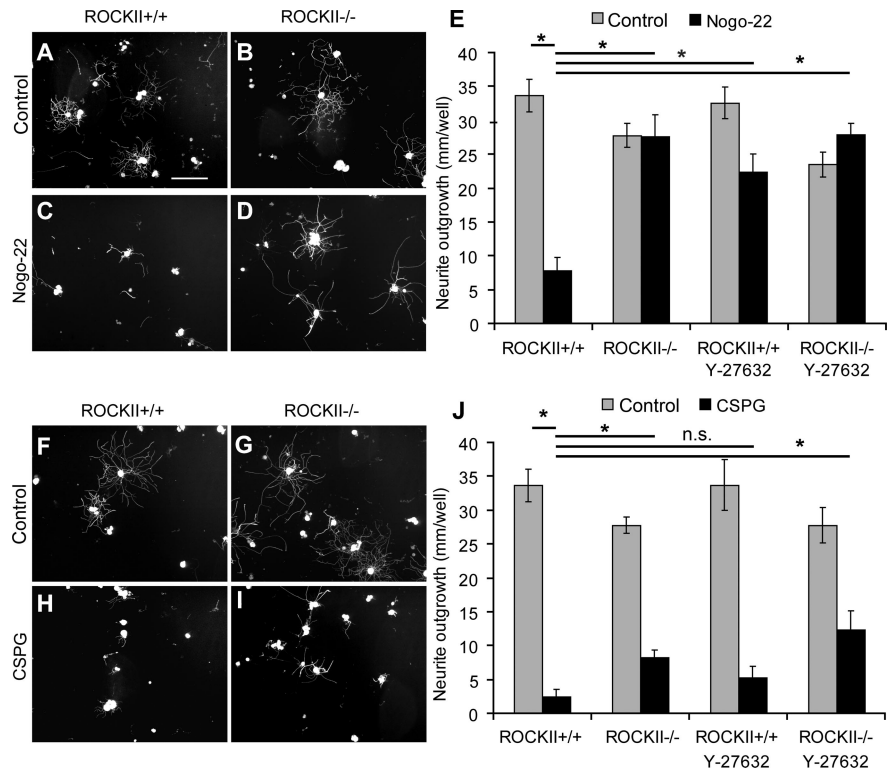 ROCKII+/+ ROCKII-/-
Control
A
B
Nogo-22
C
D
E
Control Nogo-22
Neurite outgrowth (mm/well)
40
35
30
25
20
15
10
5
0
* * * *
ROCKII+/+ ROCKII-/- ROCKII+/+ ROCKII-/-
Y-27632 Y-27632
ROCKII+/+ ROCKII-/-
Control
F
G
CSPG
H
I
J
Control CSPG
Neurite outgrowth (mm/well)
40
35
30
25
20
15
10
5
0
* * n.s. *
ROCKII+/+ ROCKII-/- ROCKII+/+ ROCKII-/-
Y-27632 Y-27632